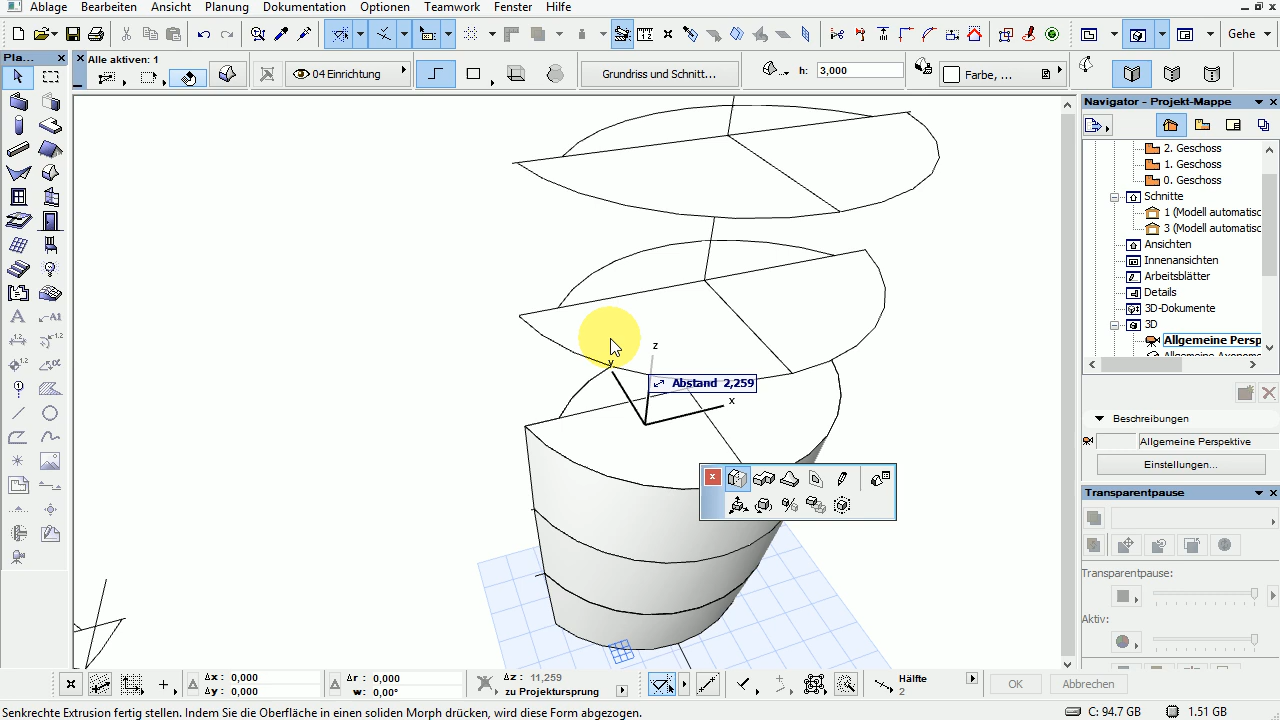 Ablage Bearbeiten Ansicht Planung Dokumentation Optionen Teamwork Fenster Hilfe
Gehe
Pla...
Alle aktiven: 1
04 Einrichtung
Grundriss und Schnitt...
h:
3,000
Farbe, ...
Navigator - Projekt-Mappe
2. Geschoss
1. Geschoss
0. Geschoss
Schnitte
1 (Modell automatisc
3 (Modell automatisc
Ansichten
Innenansichten
Arbeitsblätter
Details
3D-Dokumente
3D
Allgemeine Persp
z
y
x
Abstand 2,259
Beschreibungen
Allgemeine Perspektive
Einstellungen...
Transparentpause
Transparentpause:
Aktiv:
A
A1
Δx: 0,000
Δy: 0,000
Δr: 0,000
w: 0,00°
Δz : 11,259
zu Projektursprung
Hälfte
2
OK
Abbrechen
Senkrechte Extrusion fertig stellen. Indem Sie die Oberfläche in einen soliden Morph drücken, wird diese Form abgezogen.
C: 94.7 GB
1.51 GB